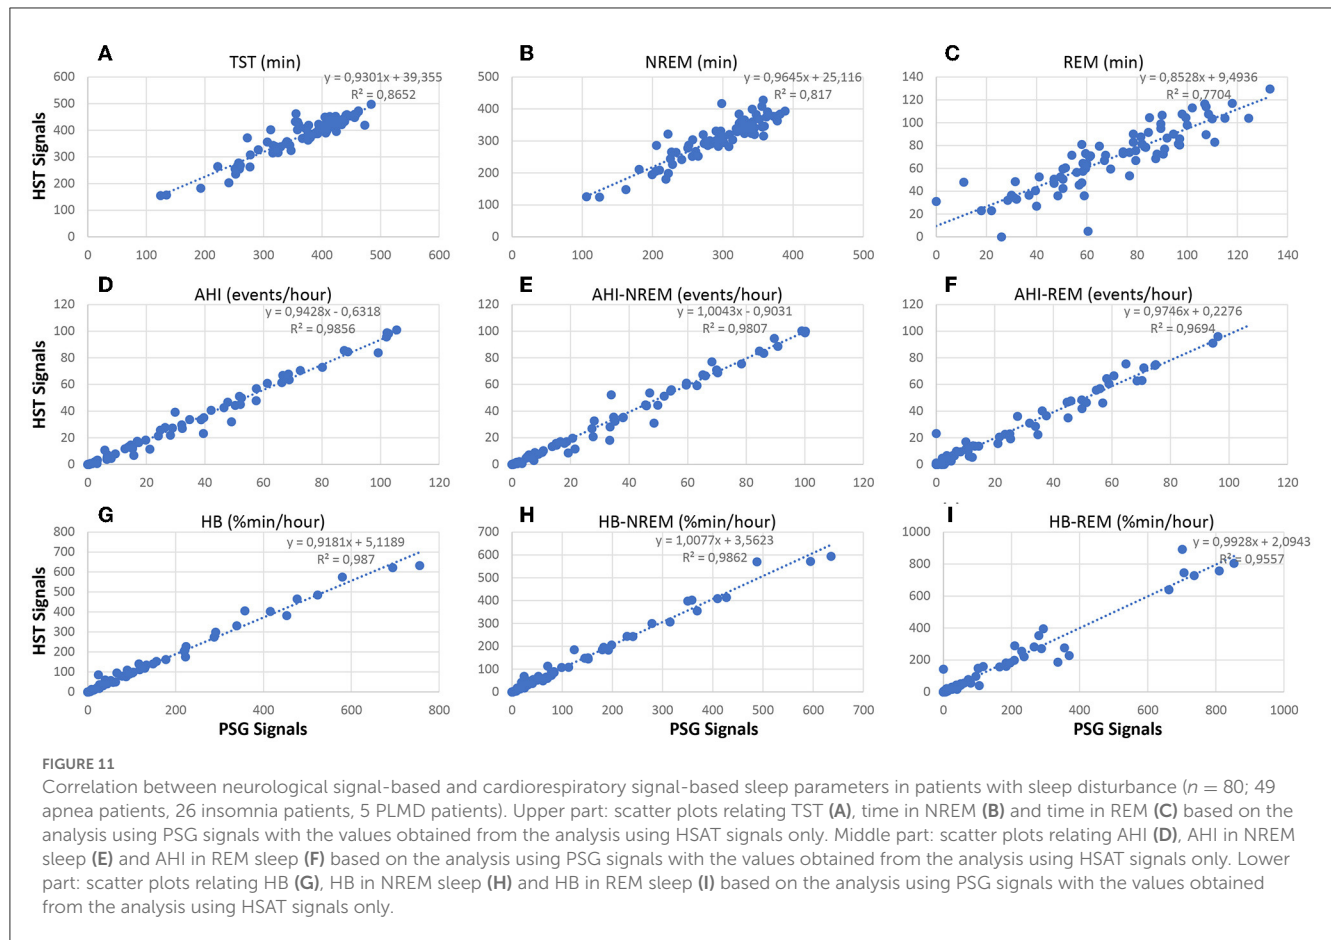 A
B
C
TST (min)
NREM (min)
REM (min)
y = 0,9301x + 39,355
R² = 0,8652
y = 0,9645x + 25,116
R² = 0,817
y = 0,8528x + 9,4936
R² = 0,7704
HST Signals
600
500
400
300
200
100
0
0 100 200 300 400 500 600
500
400
300
200
100
0
0 100 200 300 400 500
140
120
100
80
60
40
20
0
0 20 40 60 80 100 120 140
D
E
F
AHI (events/hour)
AHI-NREM (events/hour)
AHI-REM (events/hour)
y = 0,9428x - 0,6318
R² = 0,9856
y = 1,0043x - 0,9031
R² = 0,9807
y = 0,9746x + 0,2276
R² = 0,9694
HST Signals
120
100
80
60
40
20
0
0 20 40 60 80 100 120
120
100
80
60
40
20
0
0 20 40 60 80 100 120
120
100
80
60
40
20
0
0 20 40 60 80 100 120
G
H
I
HB (%min/hour)
HB-NREM (%min/hour)
HB-REM (%min/hour)
y = 0,9181x + 5,1189
R² = 0,987
y = 1,0077x + 3,5623
R² = 0,9862
y = 0,9928x + 2,0943
R² = 0,9557
HST Signals
800
700
600
500
400
300
200
100
0
0 200 400 600 800
700
600
500
400
300
200
100
0
0 100 200 300 400 500 600 700
1000
800
600
400
200
0
0 200 400 600 800 1000
PSG Signals
PSG Signals
PSG Signals
FIGURE 11
Correlation between neurological signal-based and cardiorespiratory signal-based sleep parameters in patients with sleep disturbance (n = 80; 49
apnea patients, 26 insomnia patients, 5 PLMD patients). Upper part: scatter plots relating TST (A), time in NREM (B) and time in REM (C) based on the
analysis using PSG signals with the values obtained from the analysis using HSAT signals only. Middle part: scatter plots relating AHI (D), AHI in NREM
sleep (E) and AHI in REM sleep (F) based on the analysis using PSG signals with the values obtained from the analysis using HSAT signals only. Lower
part: scatter plots relating HB (G), HB in NREM sleep (H) and HB in REM sleep (I) based on the analysis using PSG signals with the values obtained
from the analysis using HSAT signals only.